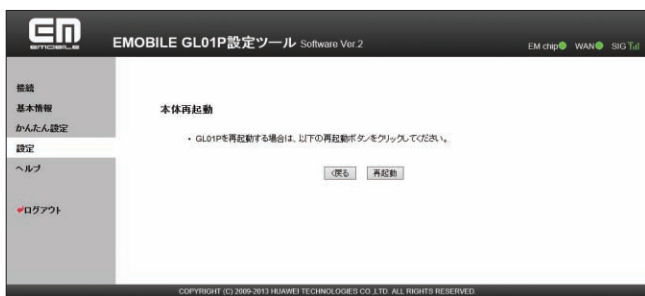 EM
EMOBILE
EMOBILE GL01P設定ツール Software Ver.2
EM chip WAN SIG
接続
基本情報
かんたん設定
設定
ヘルプ
ログアウト
本体再起動
・ GL01Pを再起動する場合は、以下の再起動ボタンをクリックしてください。
<戻る 再起動
COPYRIGHT (C) 2009-2013 HUAWEI TECHNOLOGIES CO.,LTD. ALL RIGHTS RESERVED.